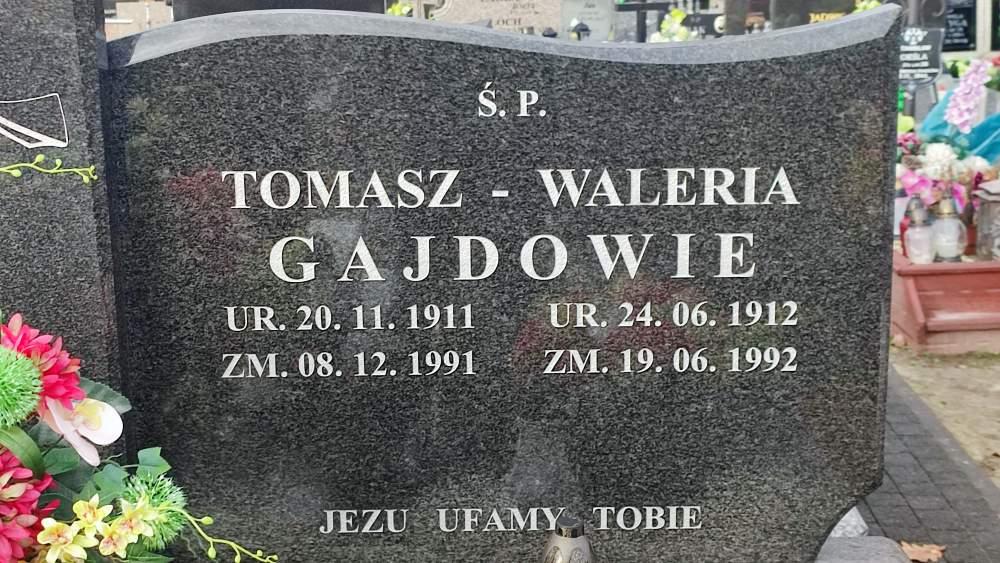 Ś. P.
TOMASZ - WALERIA
GAJDOWIE
UR. 20. 11. 1911 UR. 24. 06. 1912
ZM. 08. 12. 1991 ZM. 19. 06. 1992
JEZU UFAMY TOBIE